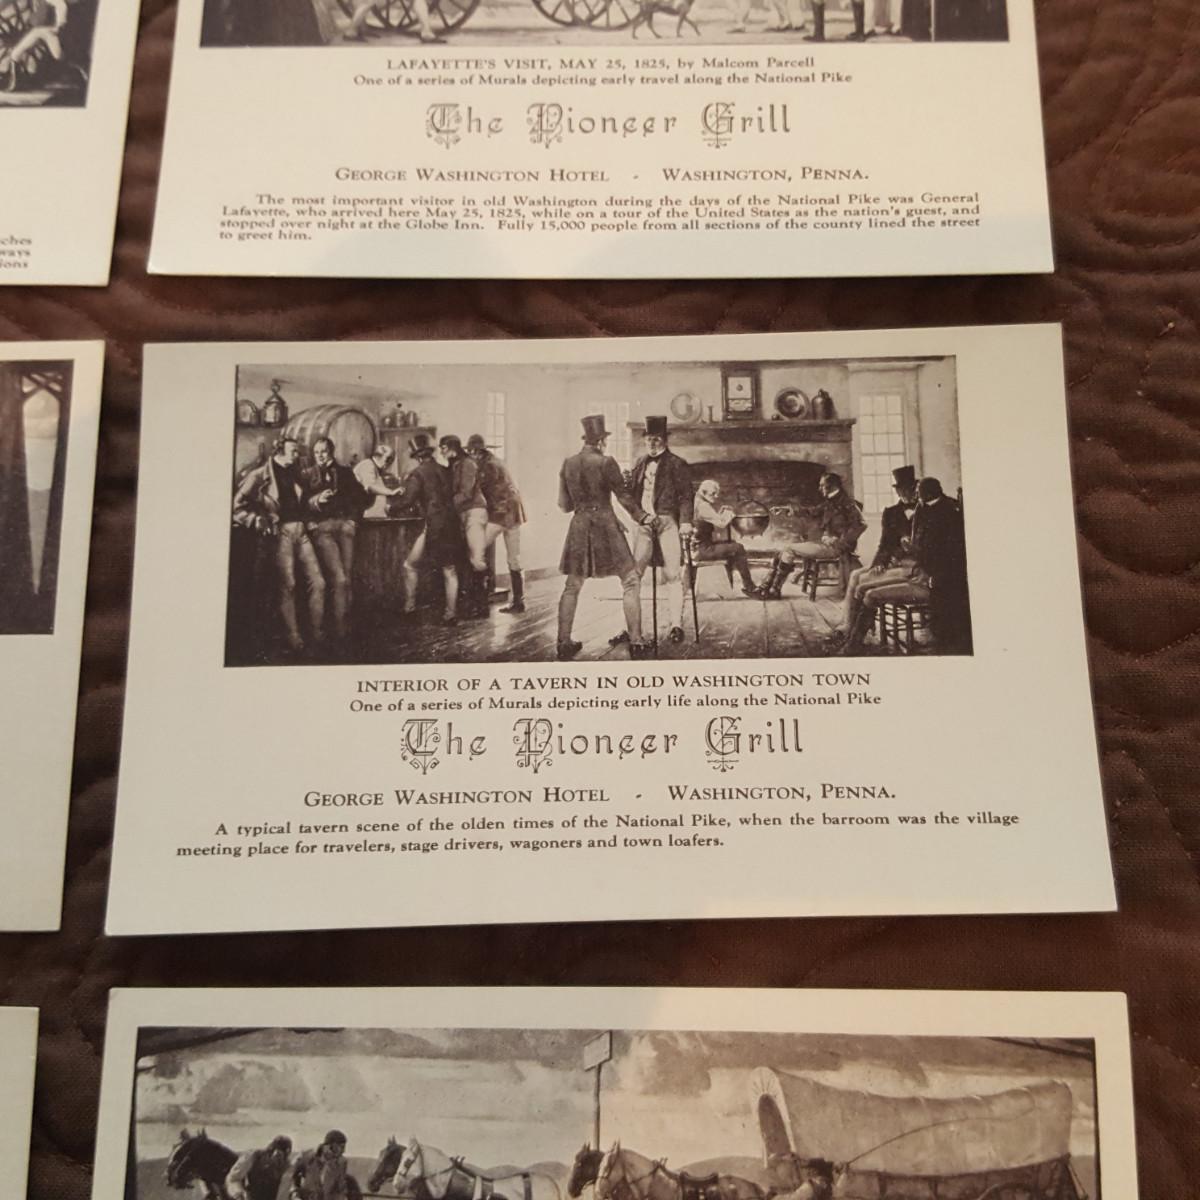 LAFAYETTE'S VISIT, MAY 25, 1825, by Malcom Parcell
One of a series of Murals depicting early travel along the National Pike
The Pioneer Grill
GEORGE WASHINGTON HOTEL - WASHINGTON, PENNA.
The most important visitor in old Washington during the days of the National Pike was General
Lafayette, who arrived here May 25, 1825, while on a tour of the United States as the nation's guest, and
stopped over night at the Globe Inn. Fully 15,000 people from all sections of the county lined the street
to greet him.
ches
ways
ions
INTERIOR OF A TAVERN IN OLD WASHINGTON TOWN
One of a series of Murals depicting early life along the National Pike
The Pioneer Grill
GEORGE WASHINGTON HOTEL - WASHINGTON, PENNA.
A typical tavern scene of the olden times of the National Pike, when the barroom was the village
meeting place for travelers, stage drivers, wagoners and town loafers.